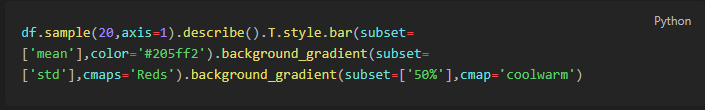 Python
df.sample(20,axis=1).describe().T.style.bar(subset=
['mean'],color='#205ff2').background_gradient(subset=
['std'],cmaps='Reds').background_gradient(subset=['50%'],cmap='coolwarm')